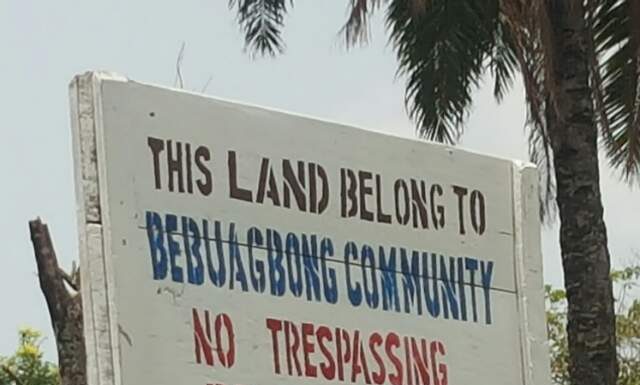 THIS LAND BELONG TO
BEBUAGBONG COMMUNITY
NO TRESPASSING